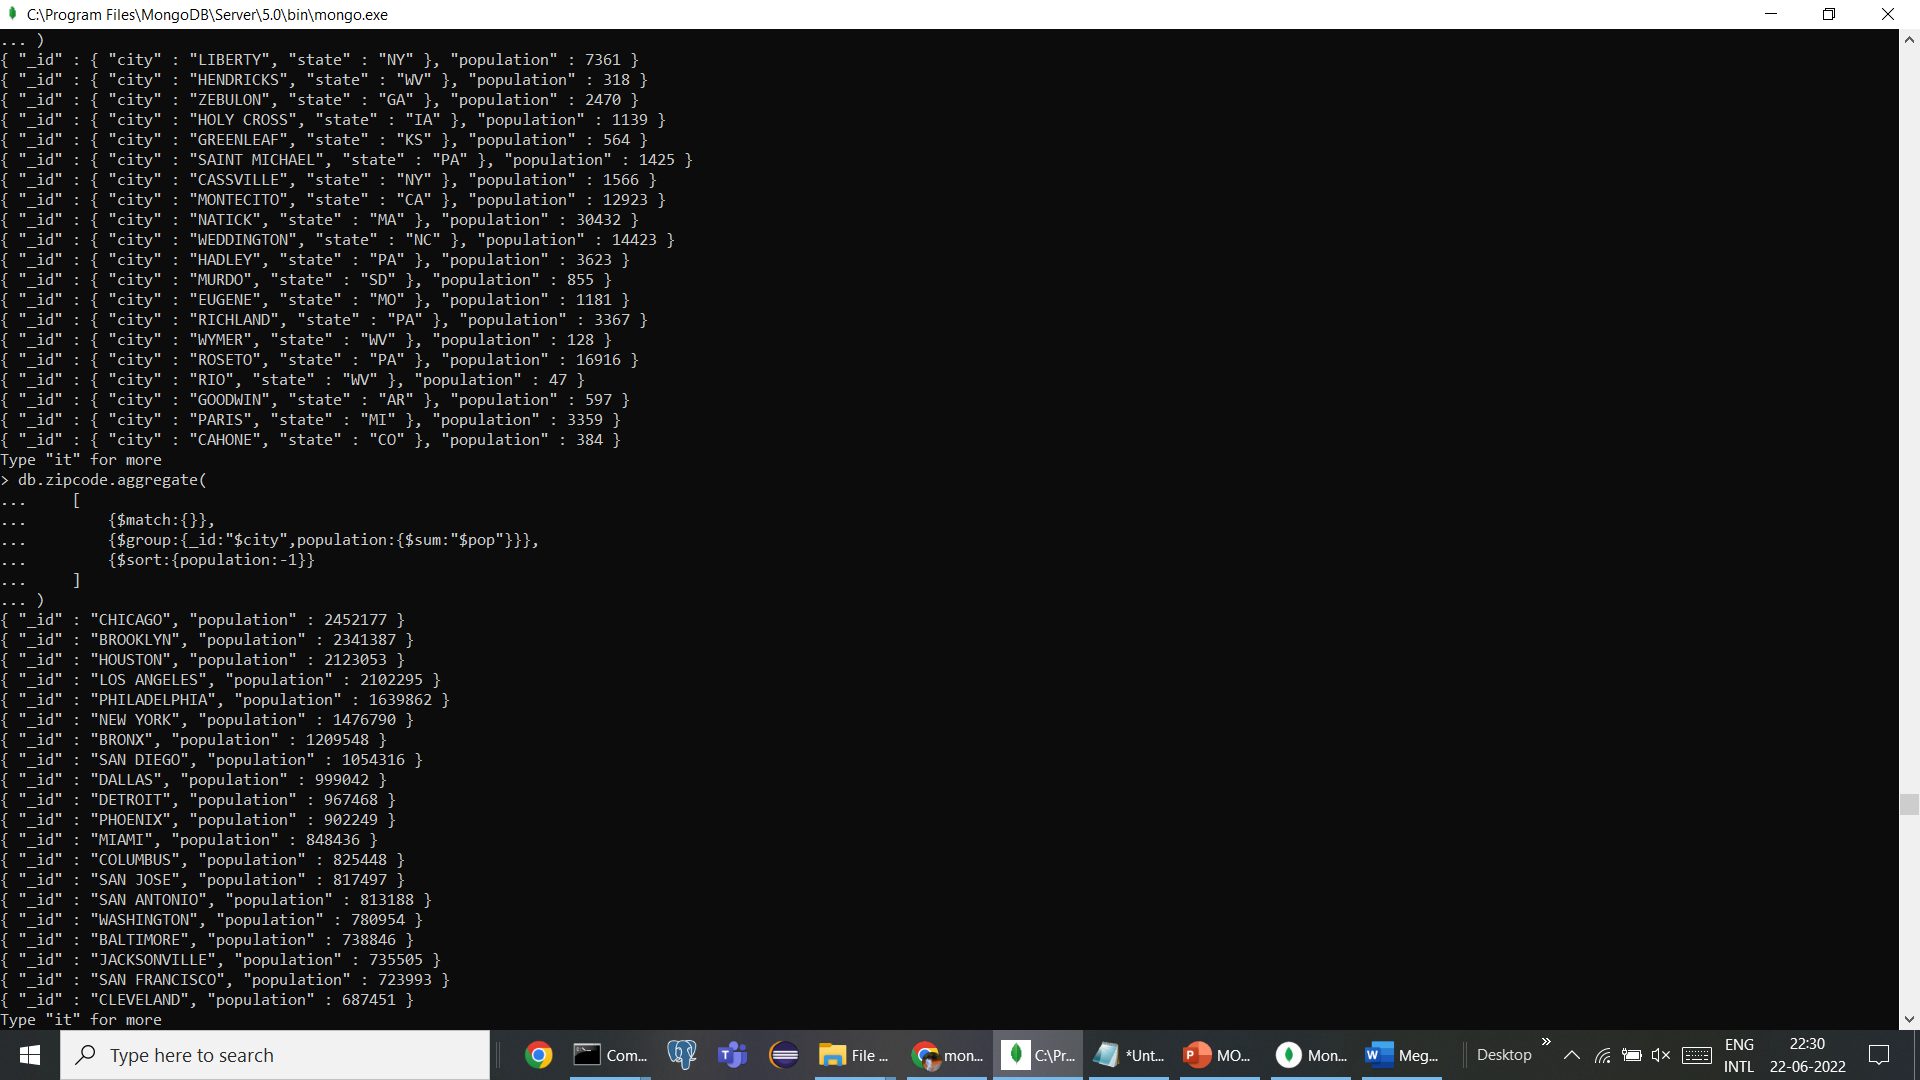 C:\Program Files\MongoDB\Server\5.0\bin\mongo.exe
... )
{ "_id" : { "city" : "LIBERTY", "state" : "NY" }, "population" : 7361 }
{ "_id" : { "city" : "HENDRICKS", "state" : "WV" }, "population" : 318 }
{ "_id" : { "city" : "ZEBULON", "state" : "GA" }, "population" : 2470 }
{ "_id" : { "city" : "HOLY CROSS", "state" : "IA" }, "population" : 1139 }
{ "_id" : { "city" : "GREENLEAF", "state" : "KS" }, "population" : 564 }
{ "_id" : { "city" : "SAINT MICHAEL", "state" : "PA" }, "population" : 1425 }
{ "_id" : { "city" : "CASSVILLE", "state" : "NY" }, "population" : 1566 }
{ "_id" : { "city" : "MONTECITO", "state" : "CA" }, "population" : 12923 }
{ "_id" : { "city" : "NATICK", "state" : "MA" }, "population" : 30432 }
{ "_id" : { "city" : "WEDDINGTON", "state" : "NC" }, "population" : 14423 }
{ "_id" : { "city" : "HADLEY", "state" : "PA" }, "population" : 3623 }
{ "_id" : { "city" : "MURDO", "state" : "SD" }, "population" : 855 }
{ "_id" : { "city" : "EUGENE", "state" : "MO" }, "population" : 1181 }
{ "_id" : { "city" : "RICHLAND", "state" : "PA" }, "population" : 3367 }
{ "_id" : { "city" : "WYMER", "state" : "WV" }, "population" : 128 }
{ "_id" : { "city" : "ROSETO", "state" : "PA" }, "population" : 16916 }
{ "_id" : { "city" : "RIO", "state" : "WV" }, "population" : 47 }
{ "_id" : { "city" : "GOODWIN", "state" : "AR" }, "population" : 597 }
{ "_id" : { "city" : "PARIS", "state" : "MI" }, "population" : 3359 }
{ "_id" : { "city" : "CAHONE", "state" : "CO" }, "population" : 384 }
Type "it" for more
> db.zipcode.aggregate(
...     [
...         {$match:{}},
...         {$group:{_id:"$city",population:{$sum:"$pop"}}},
...         {$sort:{population:-1}}
...     ]
... )
{ "_id" : "CHICAGO", "population" : 2452177 }
{ "_id" : "BROOKLYN", "population" : 2341387 }
{ "_id" : "HOUSTON", "population" : 2123053 }
{ "_id" : "LOS ANGELES", "population" : 2102295 }
{ "_id" : "PHILADELPHIA", "population" : 1639862 }
{ "_id" : "NEW YORK", "population" : 1476790 }
{ "_id" : "BRONX", "population" : 1209548 }
{ "_id" : "SAN DIEGO", "population" : 1054316 }
{ "_id" : "DALLAS", "population" : 999042 }
{ "_id" : "DETROIT", "population" : 967468 }
{ "_id" : "PHOENIX", "population" : 902249 }
{ "_id" : "MIAMI", "population" : 848436 }
{ "_id" : "COLUMBUS", "population" : 825448 }
{ "_id" : "SAN JOSE", "population" : 817497 }
{ "_id" : "SAN ANTONIO", "population" : 813188 }
{ "_id" : "WASHINGTON", "population" : 780954 }
{ "_id" : "BALTIMORE", "population" : 738846 }
{ "_id" : "JACKSONVILLE", "population" : 735505 }
{ "_id" : "SAN FRANCISCO", "population" : 723993 }
{ "_id" : "CLEVELAND", "population" : 687451 }
Type "it" for more
Type here to search
Com...
File ...
mon...
C:\Pr...
*Unt...
MO...
Mon...
Meg...
Desktop
ENG
INTL
22:30
22-06-2022